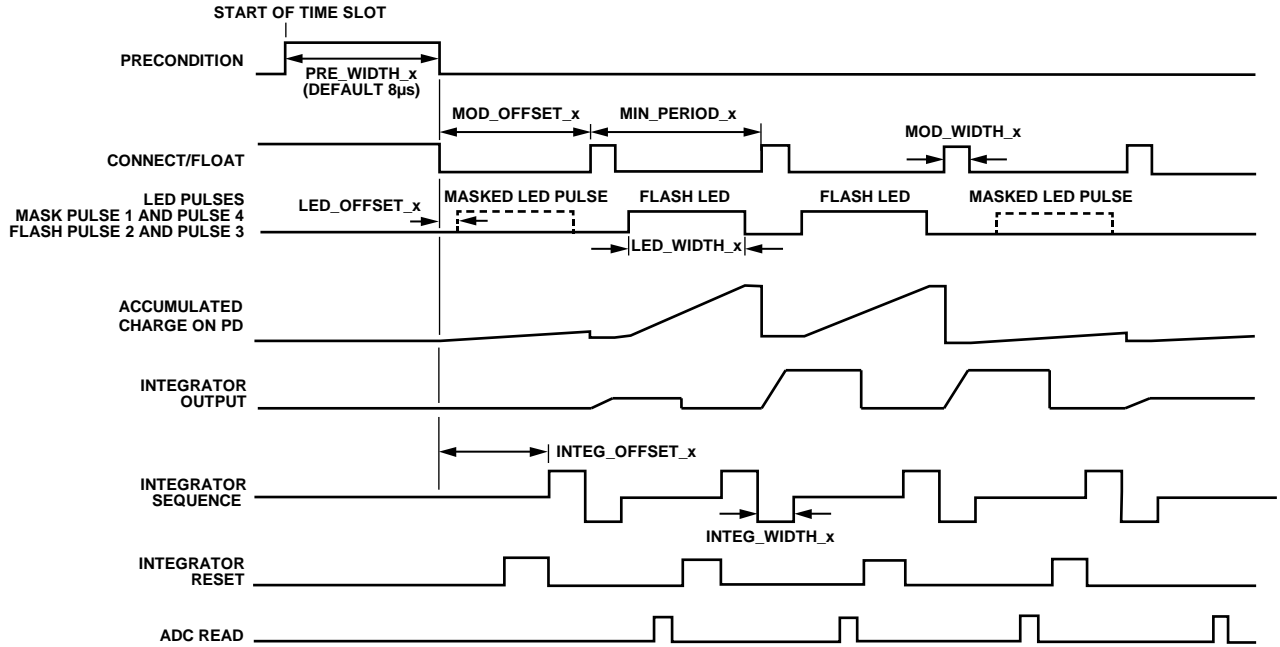 START OF TIME SLOT
PRECONDITION
PRE_WIDTH_x
(DEFAULT 8µs)
MOD_OFFSET_x
MIN_PERIOD_x
MOD_WIDTH_x
CONNECT/FLOAT
LED PULSES
MASK PULSE 1 AND PULSE 4
FLASH PULSE 2 AND PULSE 3
LED_OFFSET_x
MASKED LED PULSE
FLASH LED
FLASH LED
MASKED LED PULSE
LED_WIDTH_x
ACCUMULATED
CHARGE ON PD
INTEGRATOR
OUTPUT
INTEG_OFFSET_x
INTEGRATOR
SEQUENCE
INTEG_WIDTH_x
INTEGRATOR
RESET
ADC READ